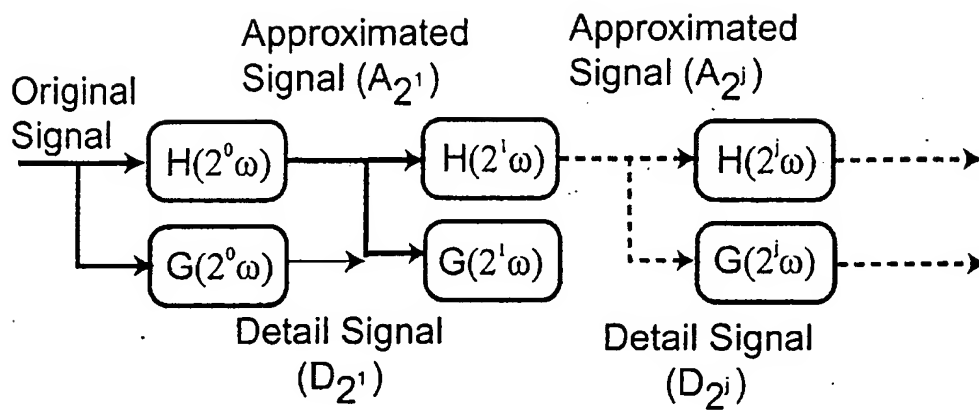 Approximated
Signal (A₂¹)
Approximated
Signal (A₂ʲ)
Original
Signal
H(2⁰ω)
H(2¹ω)
H(2ʲω)
G(2⁰ω)
G(2¹ω)
G(2ʲω)
Detail Signal
(D₂¹)
Detail Signal
(D₂ʲ)